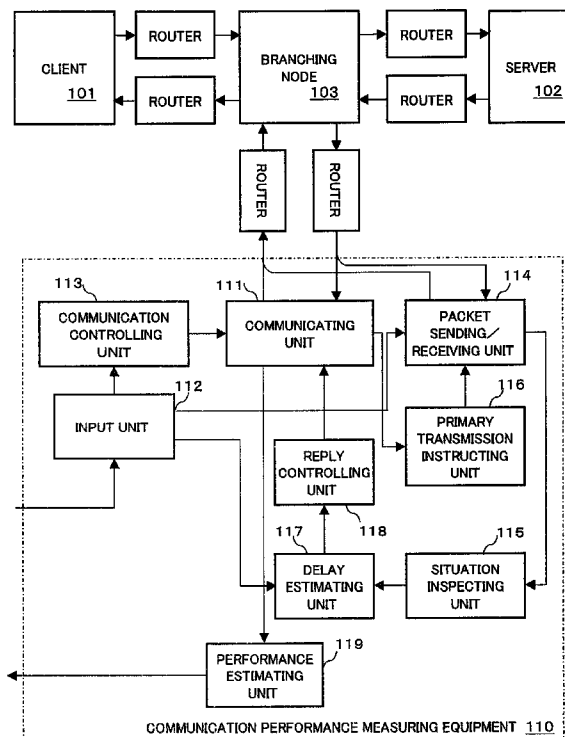 CLIENT
101
ROUTER
ROUTER
BRANCHING
NODE
103
ROUTER
ROUTER
SERVER
102
ROUTER
ROUTER
113
COMMUNICATION
CONTROLLING
UNIT
111
COMMUNICATING
UNIT
114
PACKET
SENDING/
RECEIVING UNIT
112
INPUT UNIT
116
PRIMARY
TRANSMISSION
INSTRUCTING
UNIT
REPLY
CONTROLLING
UNIT
118
117
DELAY
ESTIMATING
UNIT
115
SITUATION
INSPECTING
UNIT
119
PERFORMANCE
ESTIMATING
UNIT
COMMUNICATION PERFORMANCE MEASURING EQUIPMENT 110